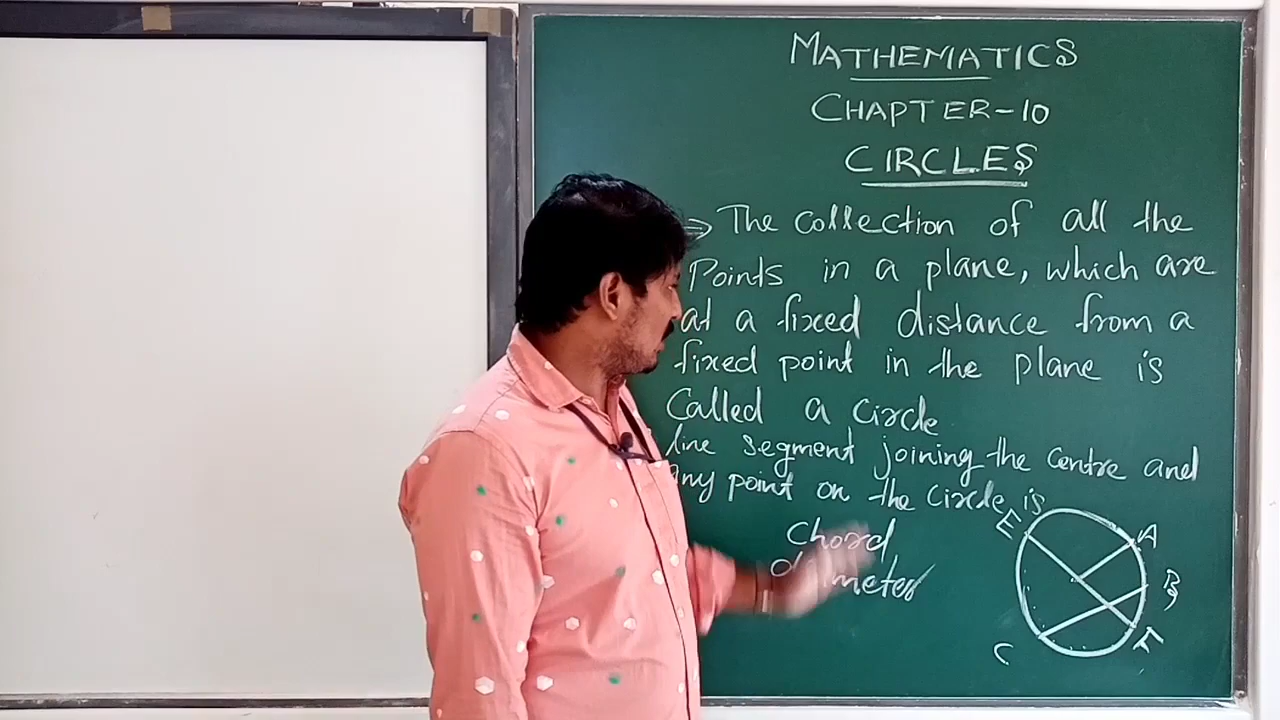 MATHEMATICS
CHAPTER-10
CIRCLES
⇒ The collection of all the
Points in a plane, which are
at a fixed distance from a
fixed point in the plane is
Called a circle
line segment joining the centre and
any point on the circle is
Chord
diameter
E
A
B
C
F